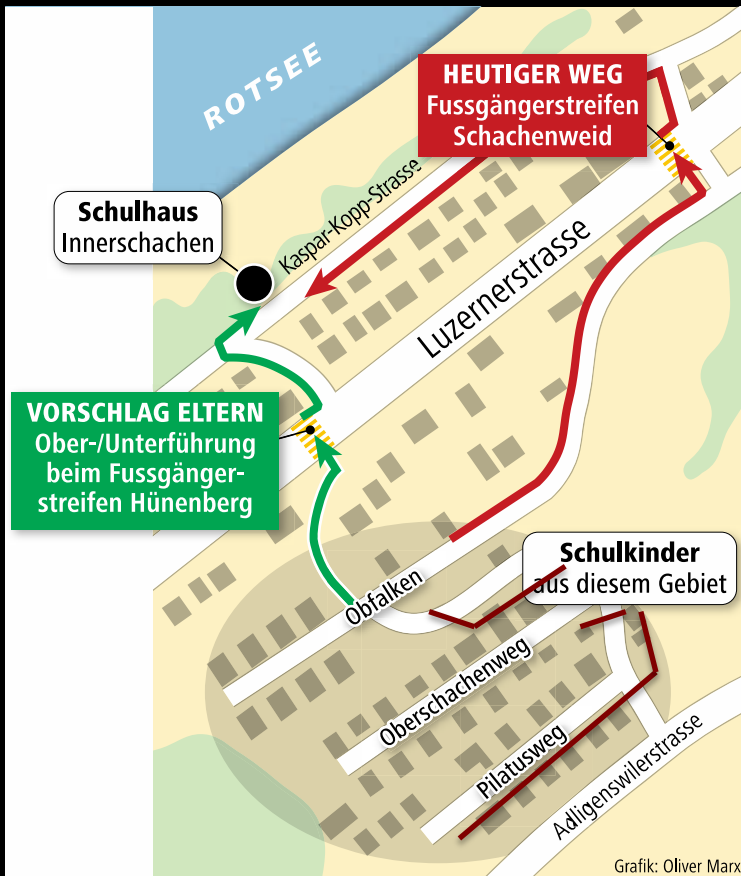 ROTSEE
HEUTIGER WEG
Fussgängerstreifen
Schachenweid
Schulhaus
Innerschachen
Kaspar-Kopp-Strasse
Luzernerstrasse
VORSCHLAG ELTERN
Ober-/Unterführung
beim Fussgänger-
streifen Hünenberg
Schulkinder
aus diesem Gebiet
Obfalken
Oberschachenweg
Pilatusweg
Adligenswilerstrasse
Grafik: Oliver Marx